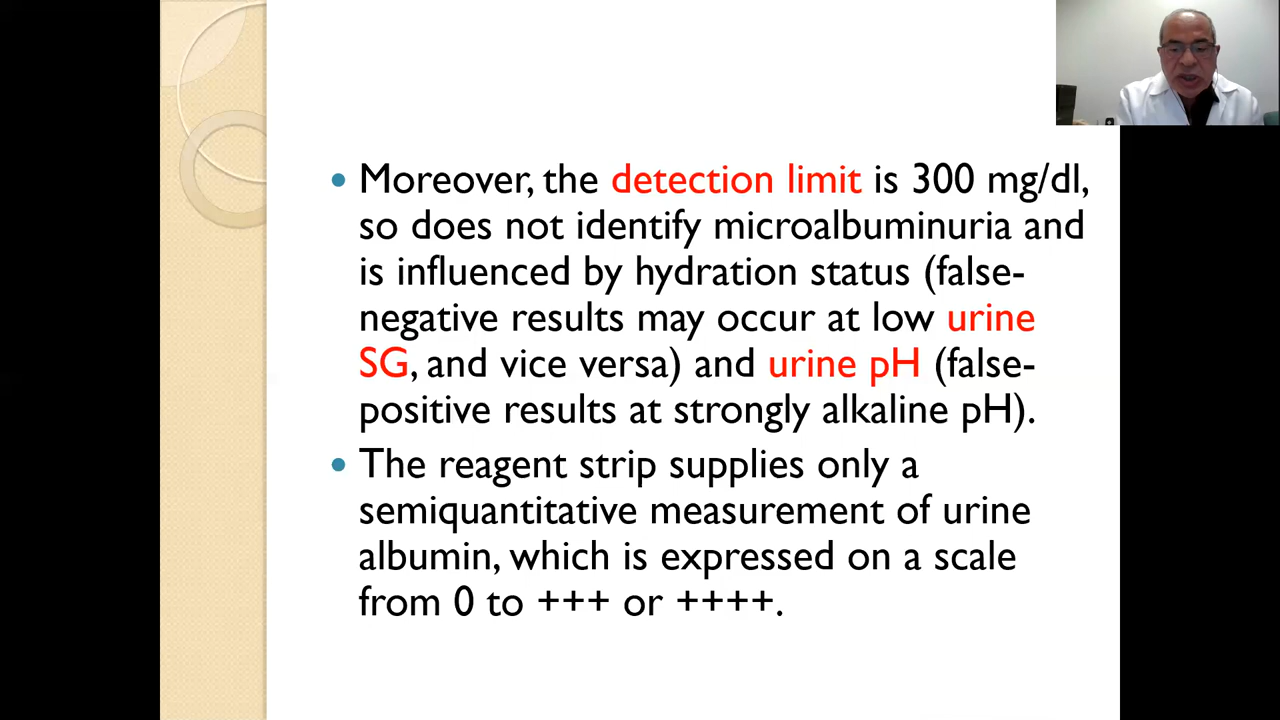 Moreover, the detection limit is 300 mg/dl,
so does not identify microalbuminuria and
is influenced by hydration status (false-
negative results may occur at low urine
SG, and vice versa) and urine pH (false-
positive results at strongly alkaline pH).
The reagent strip supplies only a
semiquantitative measurement of urine
albumin, which is expressed on a scale
from 0 to +++ or ++++.